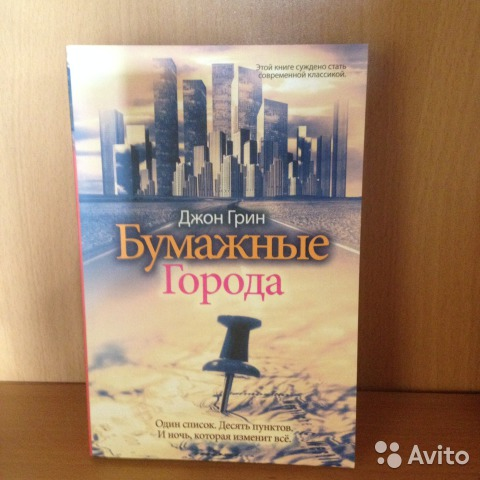 Этой книге суждено стать
современной классикой.
Джон Грин
Бумажные
Города
Один список. Десять пунктов.
И ночь, которая изменит всё.
Avito